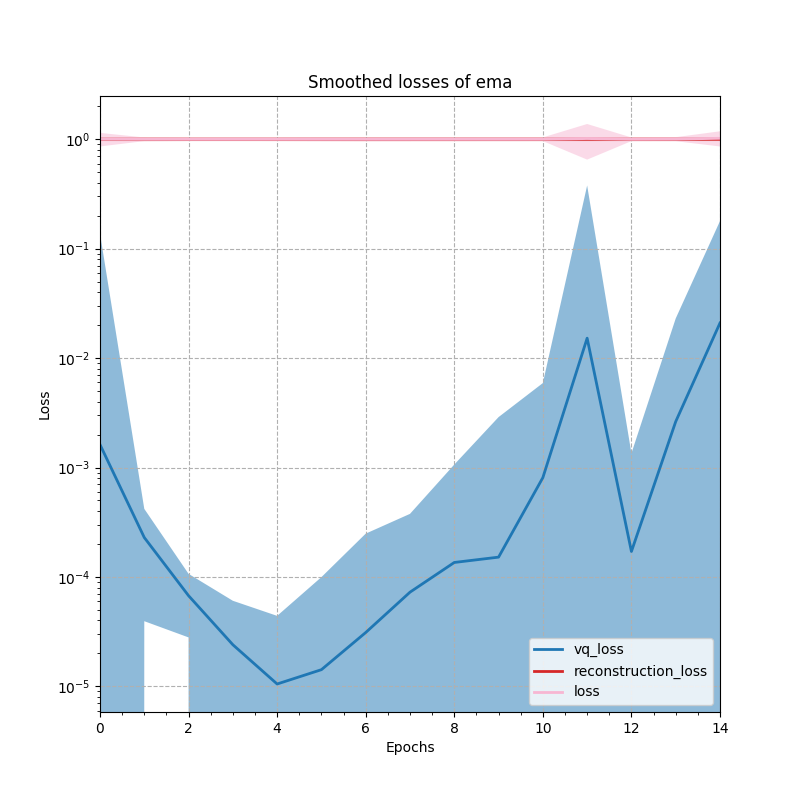 Smoothed losses of ema
Loss
10⁰
10⁻¹
10⁻²
10⁻³
10⁻⁴
10⁻⁵
vq_loss
reconstruction_loss
loss
0 2 4 6 8 10 12 14
Epochs